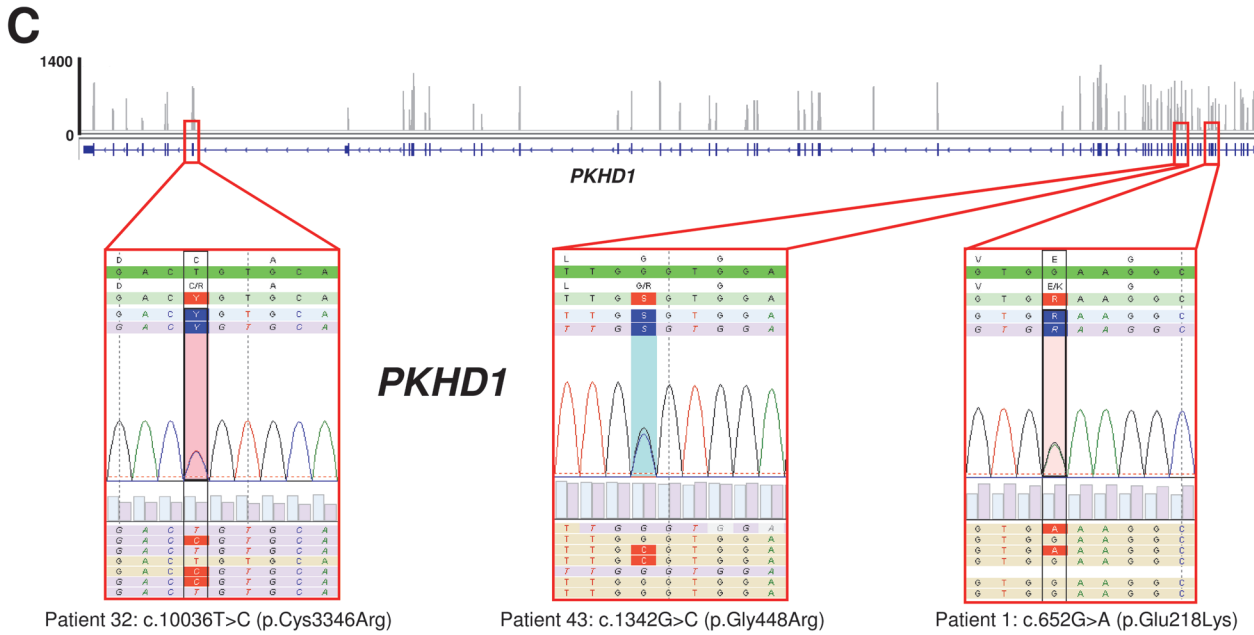 C
1400
0
PKHD1
D C A
G A C T G T G C A
D C/R A
G A C Y G T G C A
G A C Y G T G C A
G A C Y G T G C A
G A C T G T G C A
G A C C G T G C A
G A C T G T G C A
G A C T G T G C A
G A C C G T G C A
G A C C G T G C A
G A C T G T G C A
Patient 32: c.10036T>C (p.Cys3346Arg)
PKHD1
L G G
T T G G G T G G A
L G/R G
T T G S G T G G A
T T G S G T G G A
T T G S G T G G A
T T G G G T G G A
T T G G G T G G A
T T G C G T G G A
T T G C G T G G A
T T G G G T G G A
T T G G G T G G A
T T G G G T G G A
Patient 43: c.1342G>C (p.Gly448Arg)
V E G
G T G G A A G G C
V E/K G
G T G R A A G G C
G T G R A A G G C
G T G R A A G G C
G T G A A A G G C
G T G G A A G G C
G T G A A A G G C
G T G G A A G G C
G T G G A A G G C
Patient 1: c.652G>A (p.Glu218Lys)